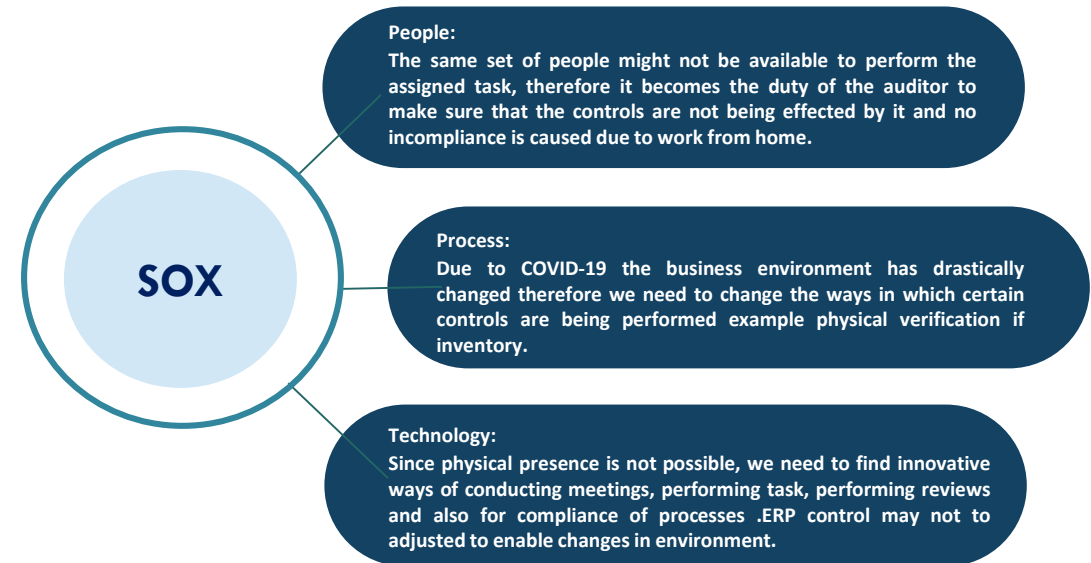 People:
The same set of people might not be available to perform the
assigned task, therefore it becomes the duty of the auditor to
make sure that the controls are not being effected by it and no
incompliance is caused due to work from home.
SOX
Process:
Due to COVID-19 the business environment has drastically
changed therefore we need to change the ways in which certain
controls are being performed example physical verification if
inventory.
Technology:
Since physical presence is not possible, we need to find innovative
ways of conducting meetings, performing task, performing reviews
and also for compliance of processes .ERP control may not to
adjusted to enable changes in environment.